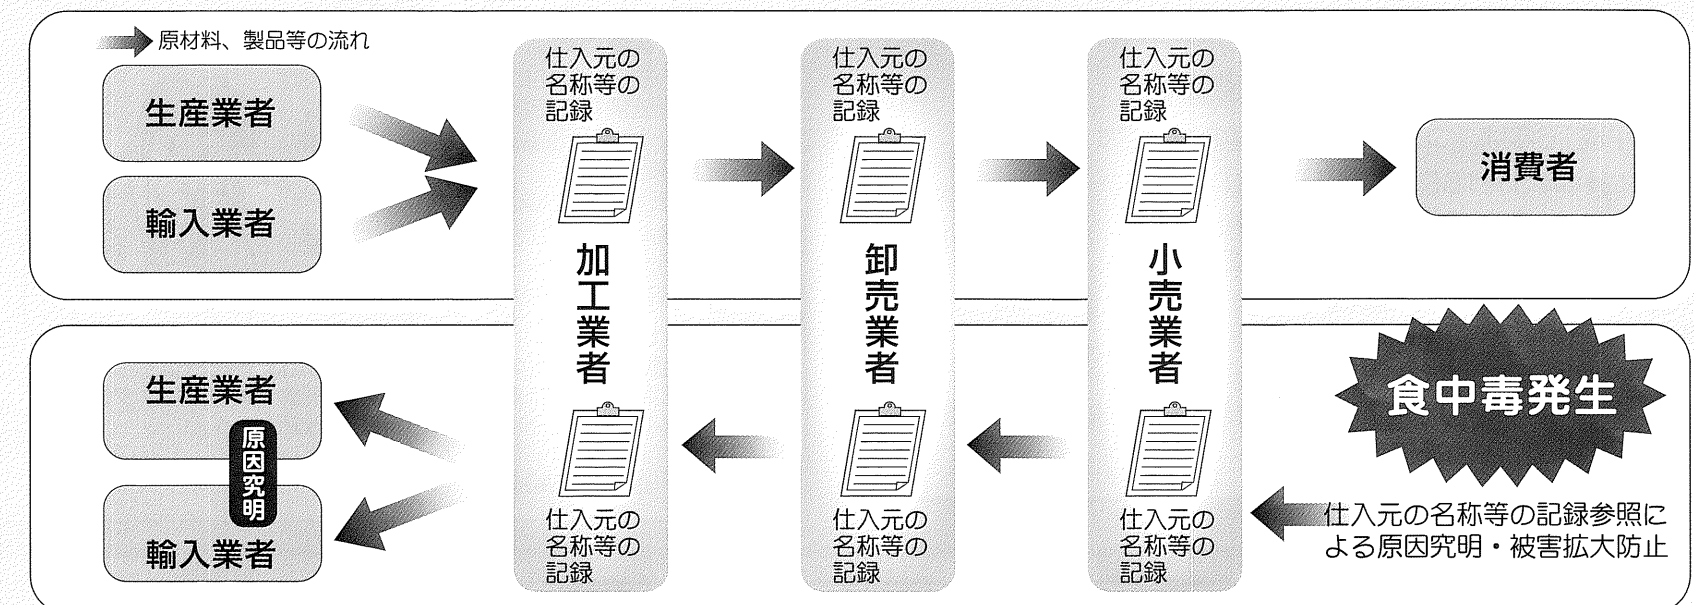 原材料、製品等の流れ
生産業者
輸入業者
仕入元の
名称等の
記録
加工業者
仕入元の
名称等の
記録
卸売業者
仕入元の
名称等の
記録
小売業者
消費者
生産業者
原因究明
輸入業者
仕入元の
名称等の
記録
仕入元の
名称等の
記録
仕入元の
名称等の
記録
食中毒発生
仕入元の名称等の記録参照に
よる原因究明・被害拡大防止